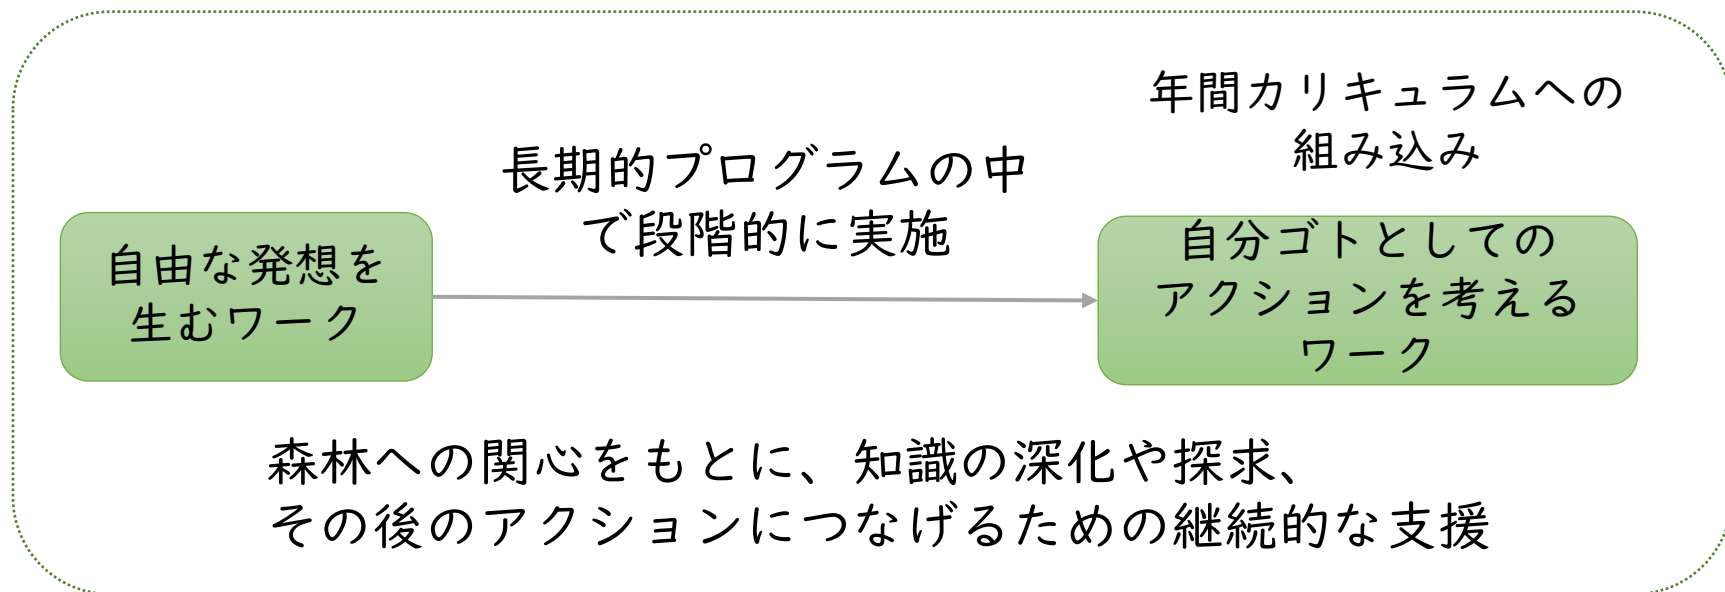 年間カリキュラムへの
組み込み
長期的プログラムの中
で段階的に実施
自由な発想を
生むワーク
自分ゴトとしての
アクションを考える
ワーク
森林への関心をもとに、知識の深化や探求、
その後のアクションにつなげるための継続的な支援